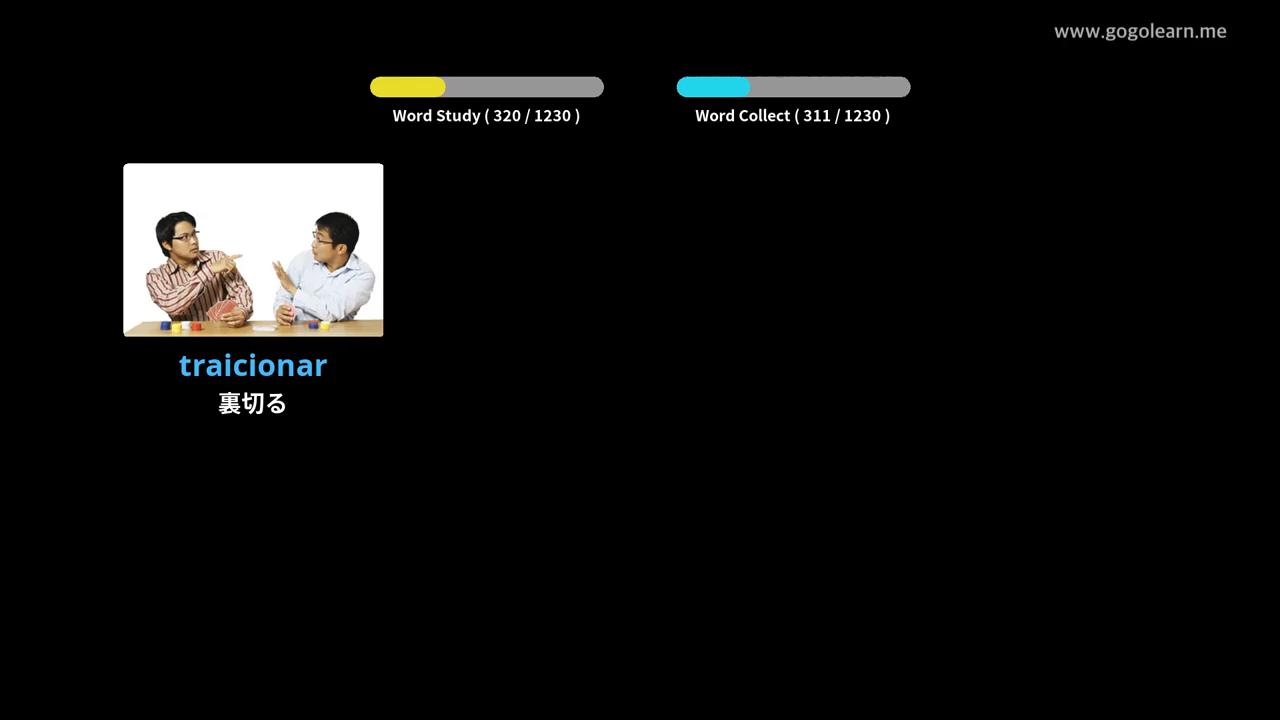 www.gogolearn.me
Word Study ( 320 / 1230 )
Word Collect ( 311 / 1230 )
traicionar
裏切る